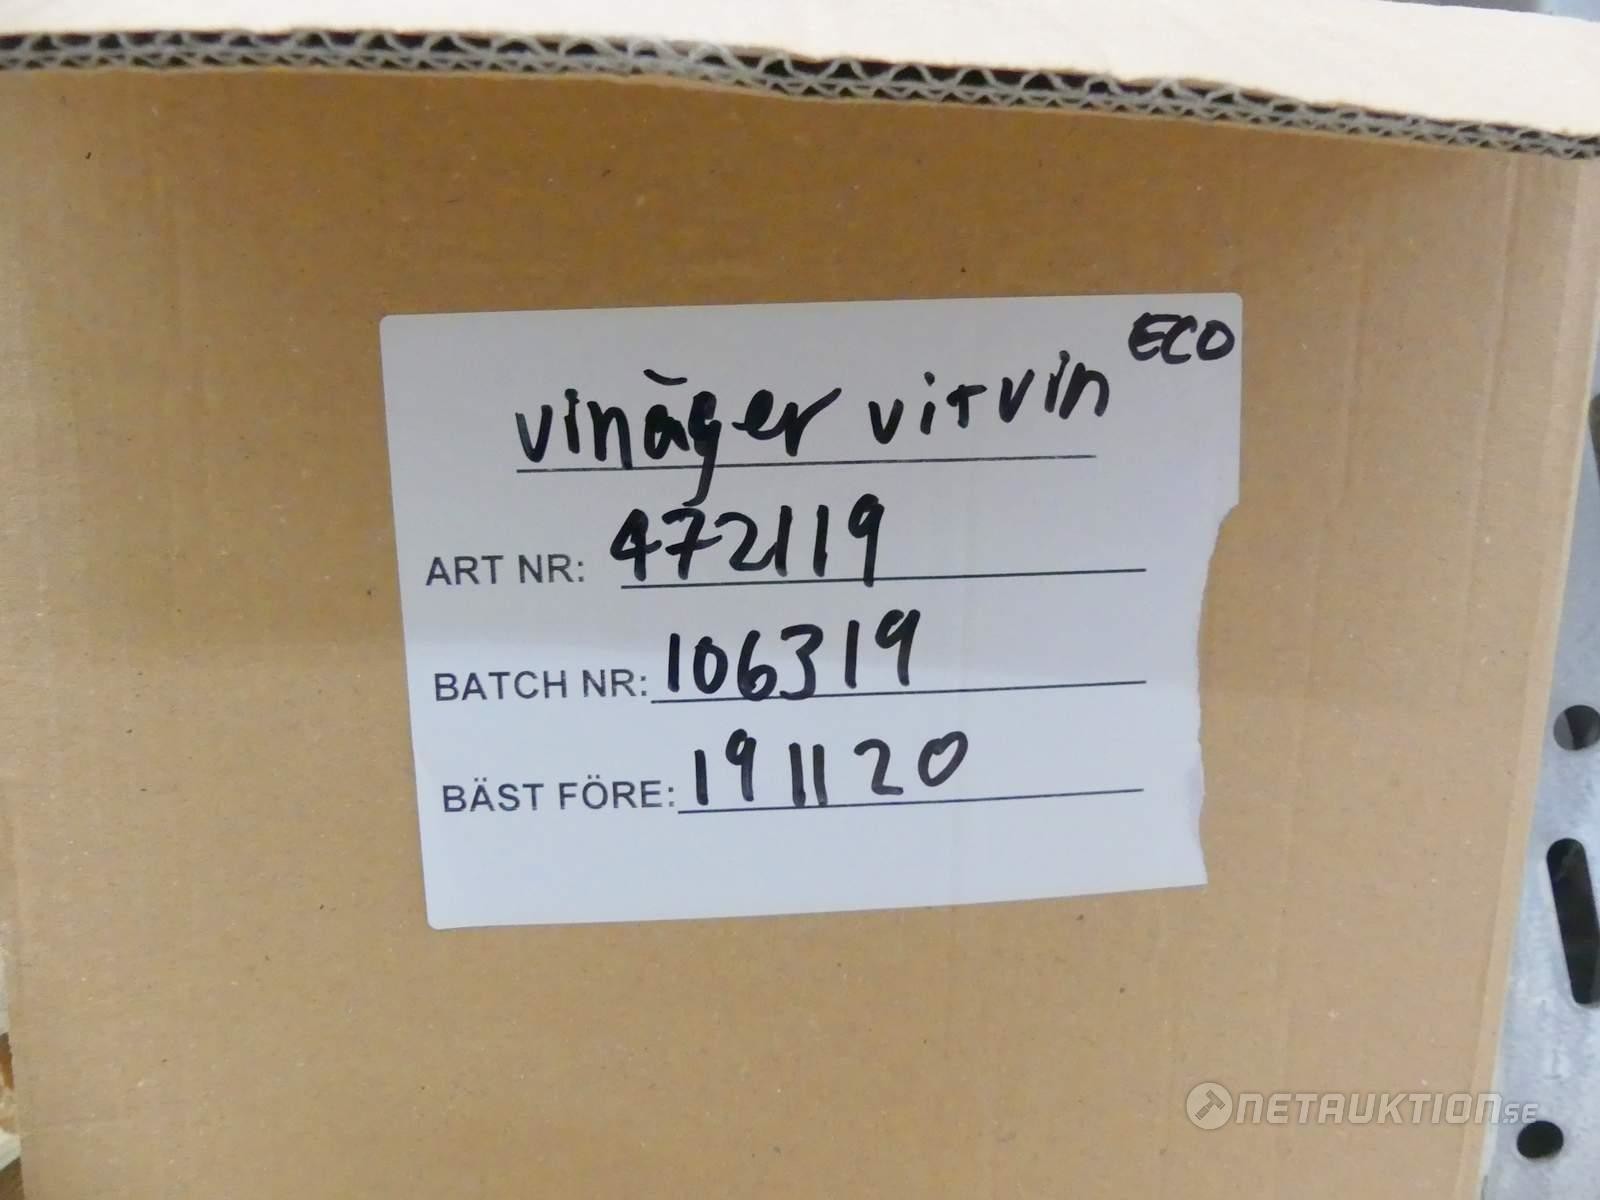 ECO
vinäger vitvin
ART NR: 472119
BATCH NR: 106319
BÄST FÖRE: 191120
NETAUKTION.SE